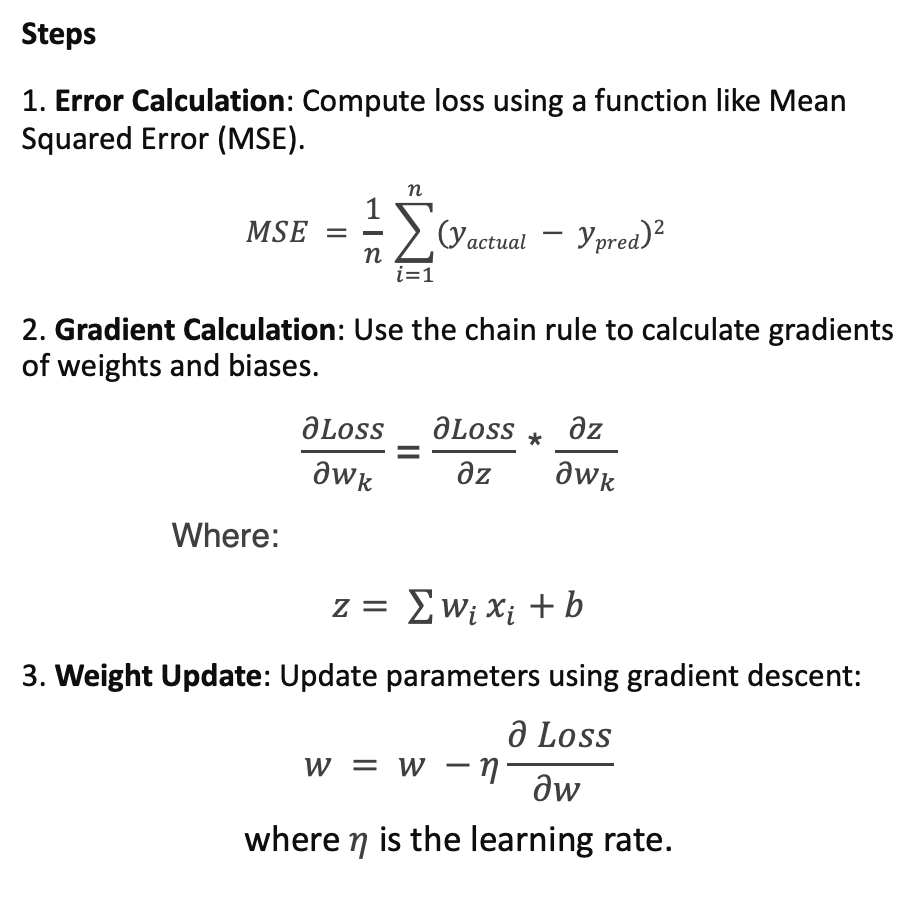 Steps
1. Error Calculation: Compute loss using a function like Mean
Squared Error (MSE).
$MSE = \frac{1}{n} \sum_{i=1}^{n} (y_{actual} - y_{pred})^2$
2. Gradient Calculation: Use the chain rule to calculate gradients
of weights and biases.
$\frac{\partial Loss}{\partial w_k} = \frac{\partial Loss}{\partial z} * \frac{\partial z}{\partial w_k}$
Where:
$z = \sum w_i x_i + b$
3. Weight Update: Update parameters using gradient descent:
$w = w - \eta \frac{\partial Loss}{\partial w}$
where η is the learning rate.